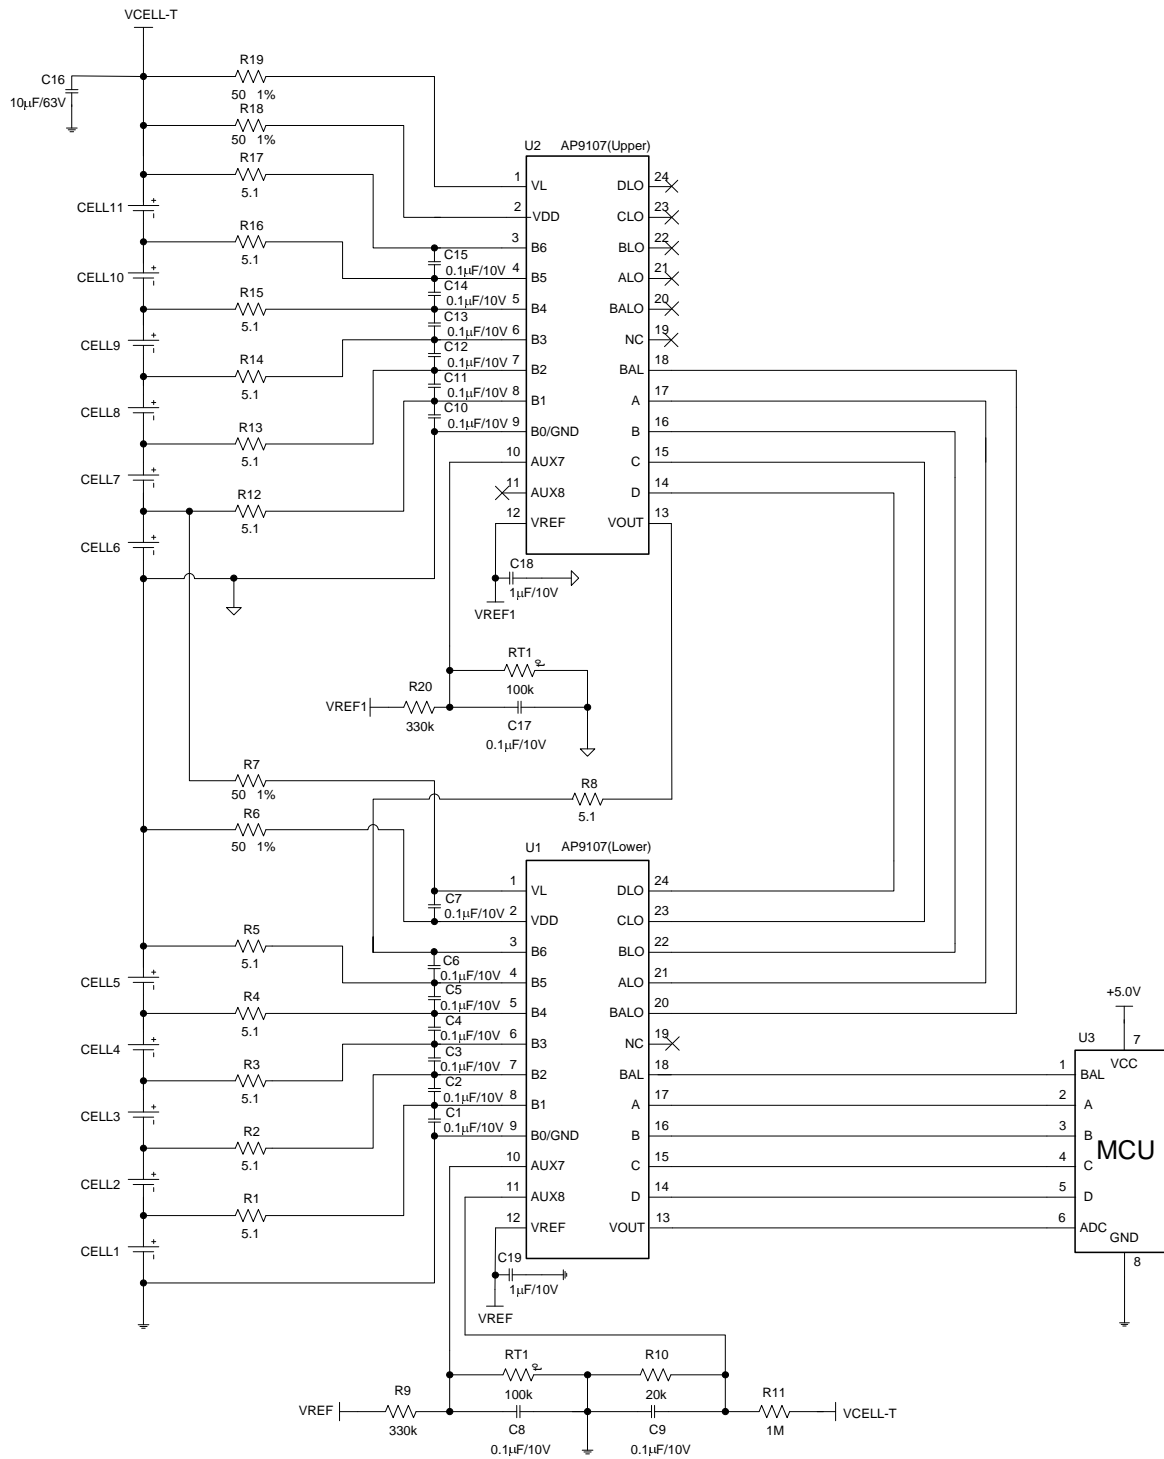 VCELL-T
C16
10µF/63V
R19
50 1%
R18
50 1%
R17
5.1
CELL11
R16
5.1
CELL10
R15
5.1
CELL9
R14
5.1
CELL8
R13
5.1
CELL7
R12
5.1
CELL6
U2 AP9107(Upper)
1 VL DLO 24
2 VDD CLO 23
3 B6 BLO 22
C15
0.1µF/10V
4 B5 ALO 21
C14
0.1µF/10V
5 B4 BALO 20
C13
0.1µF/10V
6 B3 NC 19
C12
0.1µF/10V
7 B2 BAL 18
C11
0.1µF/10V
8 B1 A 17
C10
0.1µF/10V
9 B0/GND B 16
10 AUX7 C 15
11 AUX8 D 14
12 VREF VOUT 13
C18
1µF/10V
VREF1
RT1
100k
VREF1
R20
330k
C17
0.1µF/10V
R7
50 1%
R8
5.1
R6
50 1%
U1 AP9107(Lower)
1 VL DLO 24
C7
0.1µF/10V
2 VDD CLO 23
3 B6 BLO 22
R5
5.1
C6
0.1µF/10V
4 B5 ALO 21
CELL5
C5
0.1µF/10V
R4
5.1
5 B4 BALO 20
C4
0.1µF/10V
CELL4
6 B3 NC 19
R3
5.1
C3
0.1µF/10V
7 B2 BAL 18
C2
0.1µF/10V
CELL3
8 B1 A 17
C1
0.1µF/10V
R2
5.1
9 B0/GND B 16
10 AUX7 C 15
CELL2
11 AUX8 D 14
R1
5.1
12 VREF VOUT 13
CELL1
C19
1µF/10V
VREF
+5.0V
U3 7
VCC
1 BAL
2 A
3 B
MCU
4 C
5 D
6 ADC
GND
8
RT1
100k
R10
20k
VREF
R9
330k
C8
0.1µF/10V
C9
0.1µF/10V
R11
1M
VCELL-T